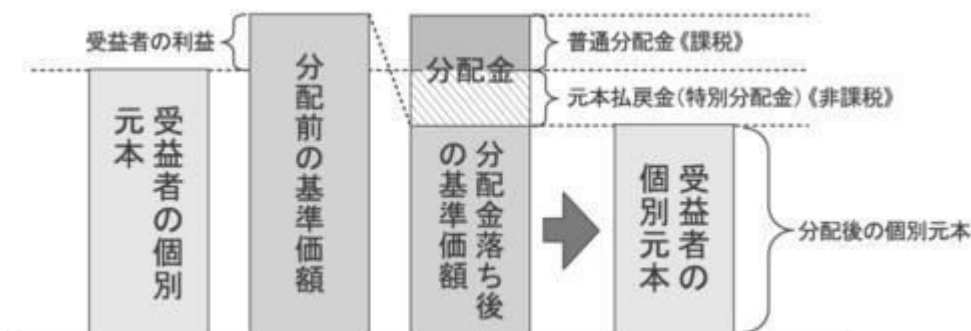 受益者の利益
受益者の個別
元本
分配前の基準価額
分配金
分配金落ち後
の基準価額
普通分配金《課税》
元本払戻金(特別分配金)《非課税》
受益者の
個別元本
分配後の個別元本